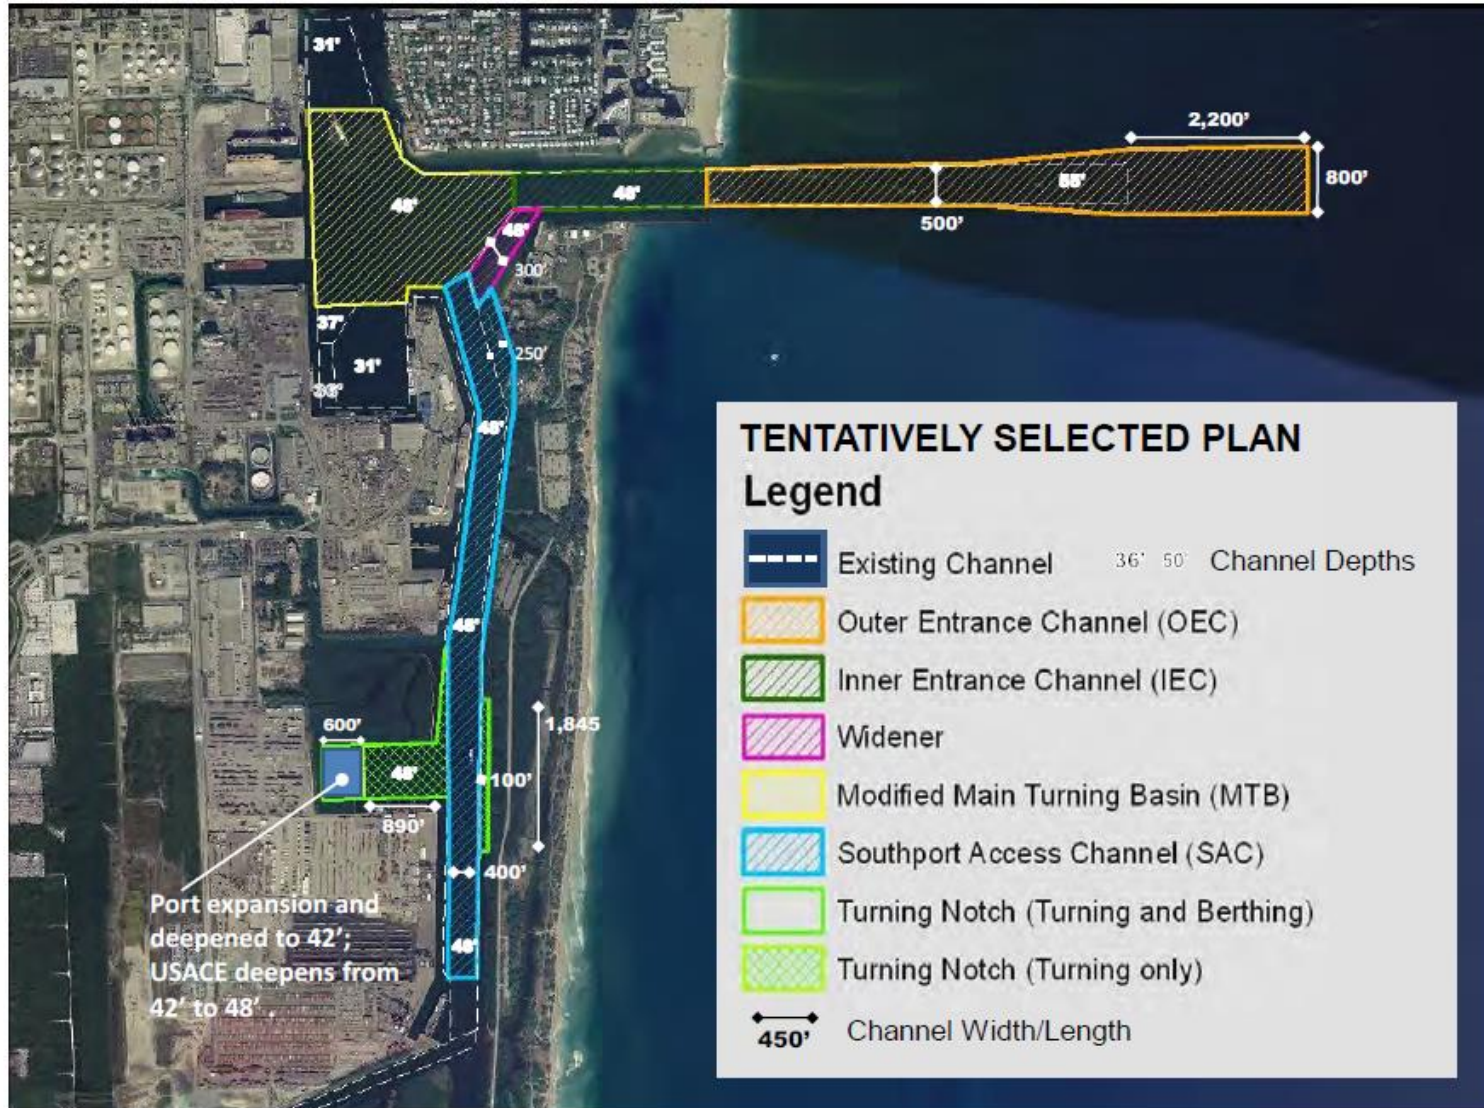 31'
2,200'
55'
800'
48'
48'
500'
48'
300'
37'
250'
31'
36'
48'
48'
600'
1,845
48'
100'
890'
400'
Port expansion and
deepened to 42';
USACE deepens from
42' to 48' .
48'
TENTATIVELY SELECTED PLAN
Legend
Existing Channel 36' 50' Channel Depths
Outer Entrance Channel (OEC)
Inner Entrance Channel (IEC)
Widener
Modified Main Turning Basin (MTB)
Southport Access Channel (SAC)
Turning Notch (Turning and Berthing)
Turning Notch (Turning only)
450' Channel Width/Length